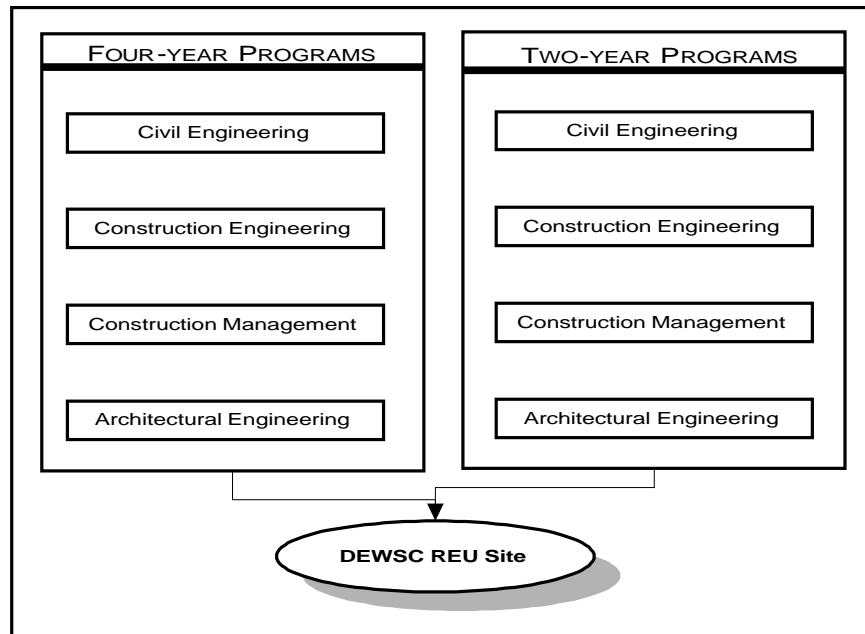 FOUR-YEAR PROGRAMS
Civil Engineering
Construction Engineering
Construction Management
Architectural Engineering
TWO-YEAR PROGRAMS
Civil Engineering
Construction Engineering
Construction Management
Architectural Engineering
DEWSC REU Site